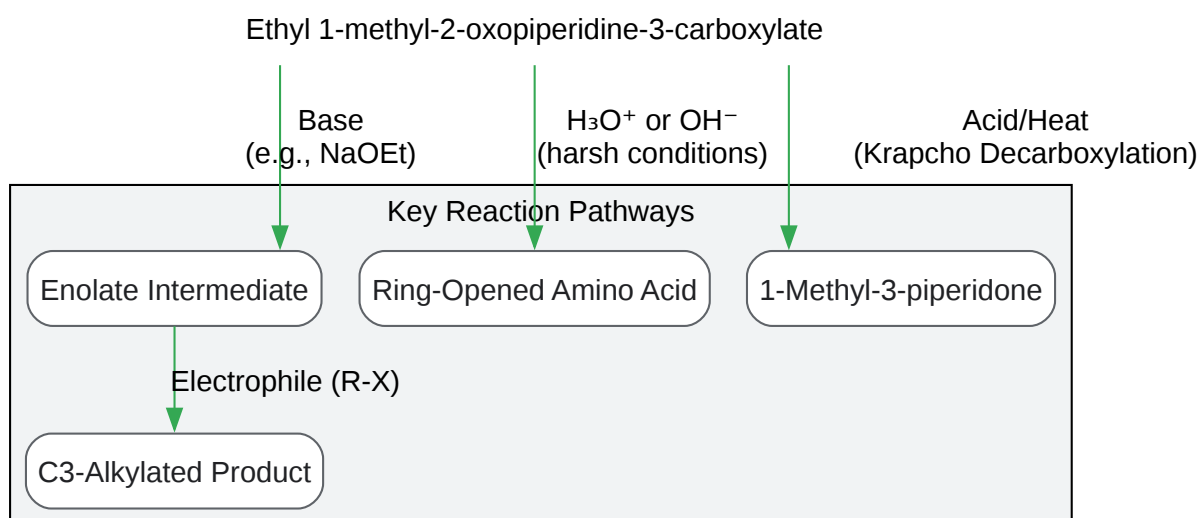 Ethyl 1-methyl-2-oxopiperidine-3-carboxylate
Base
(e.g., NaOEt)
H₃O⁺ or OH⁻
(harsh conditions)
Acid/Heat
(Krapcho Decarboxylation)
Key Reaction Pathways
Enolate Intermediate
Ring-Opened Amino Acid
1-Methyl-3-piperidone
Electrophile (R-X)
C3-Alkylated Product